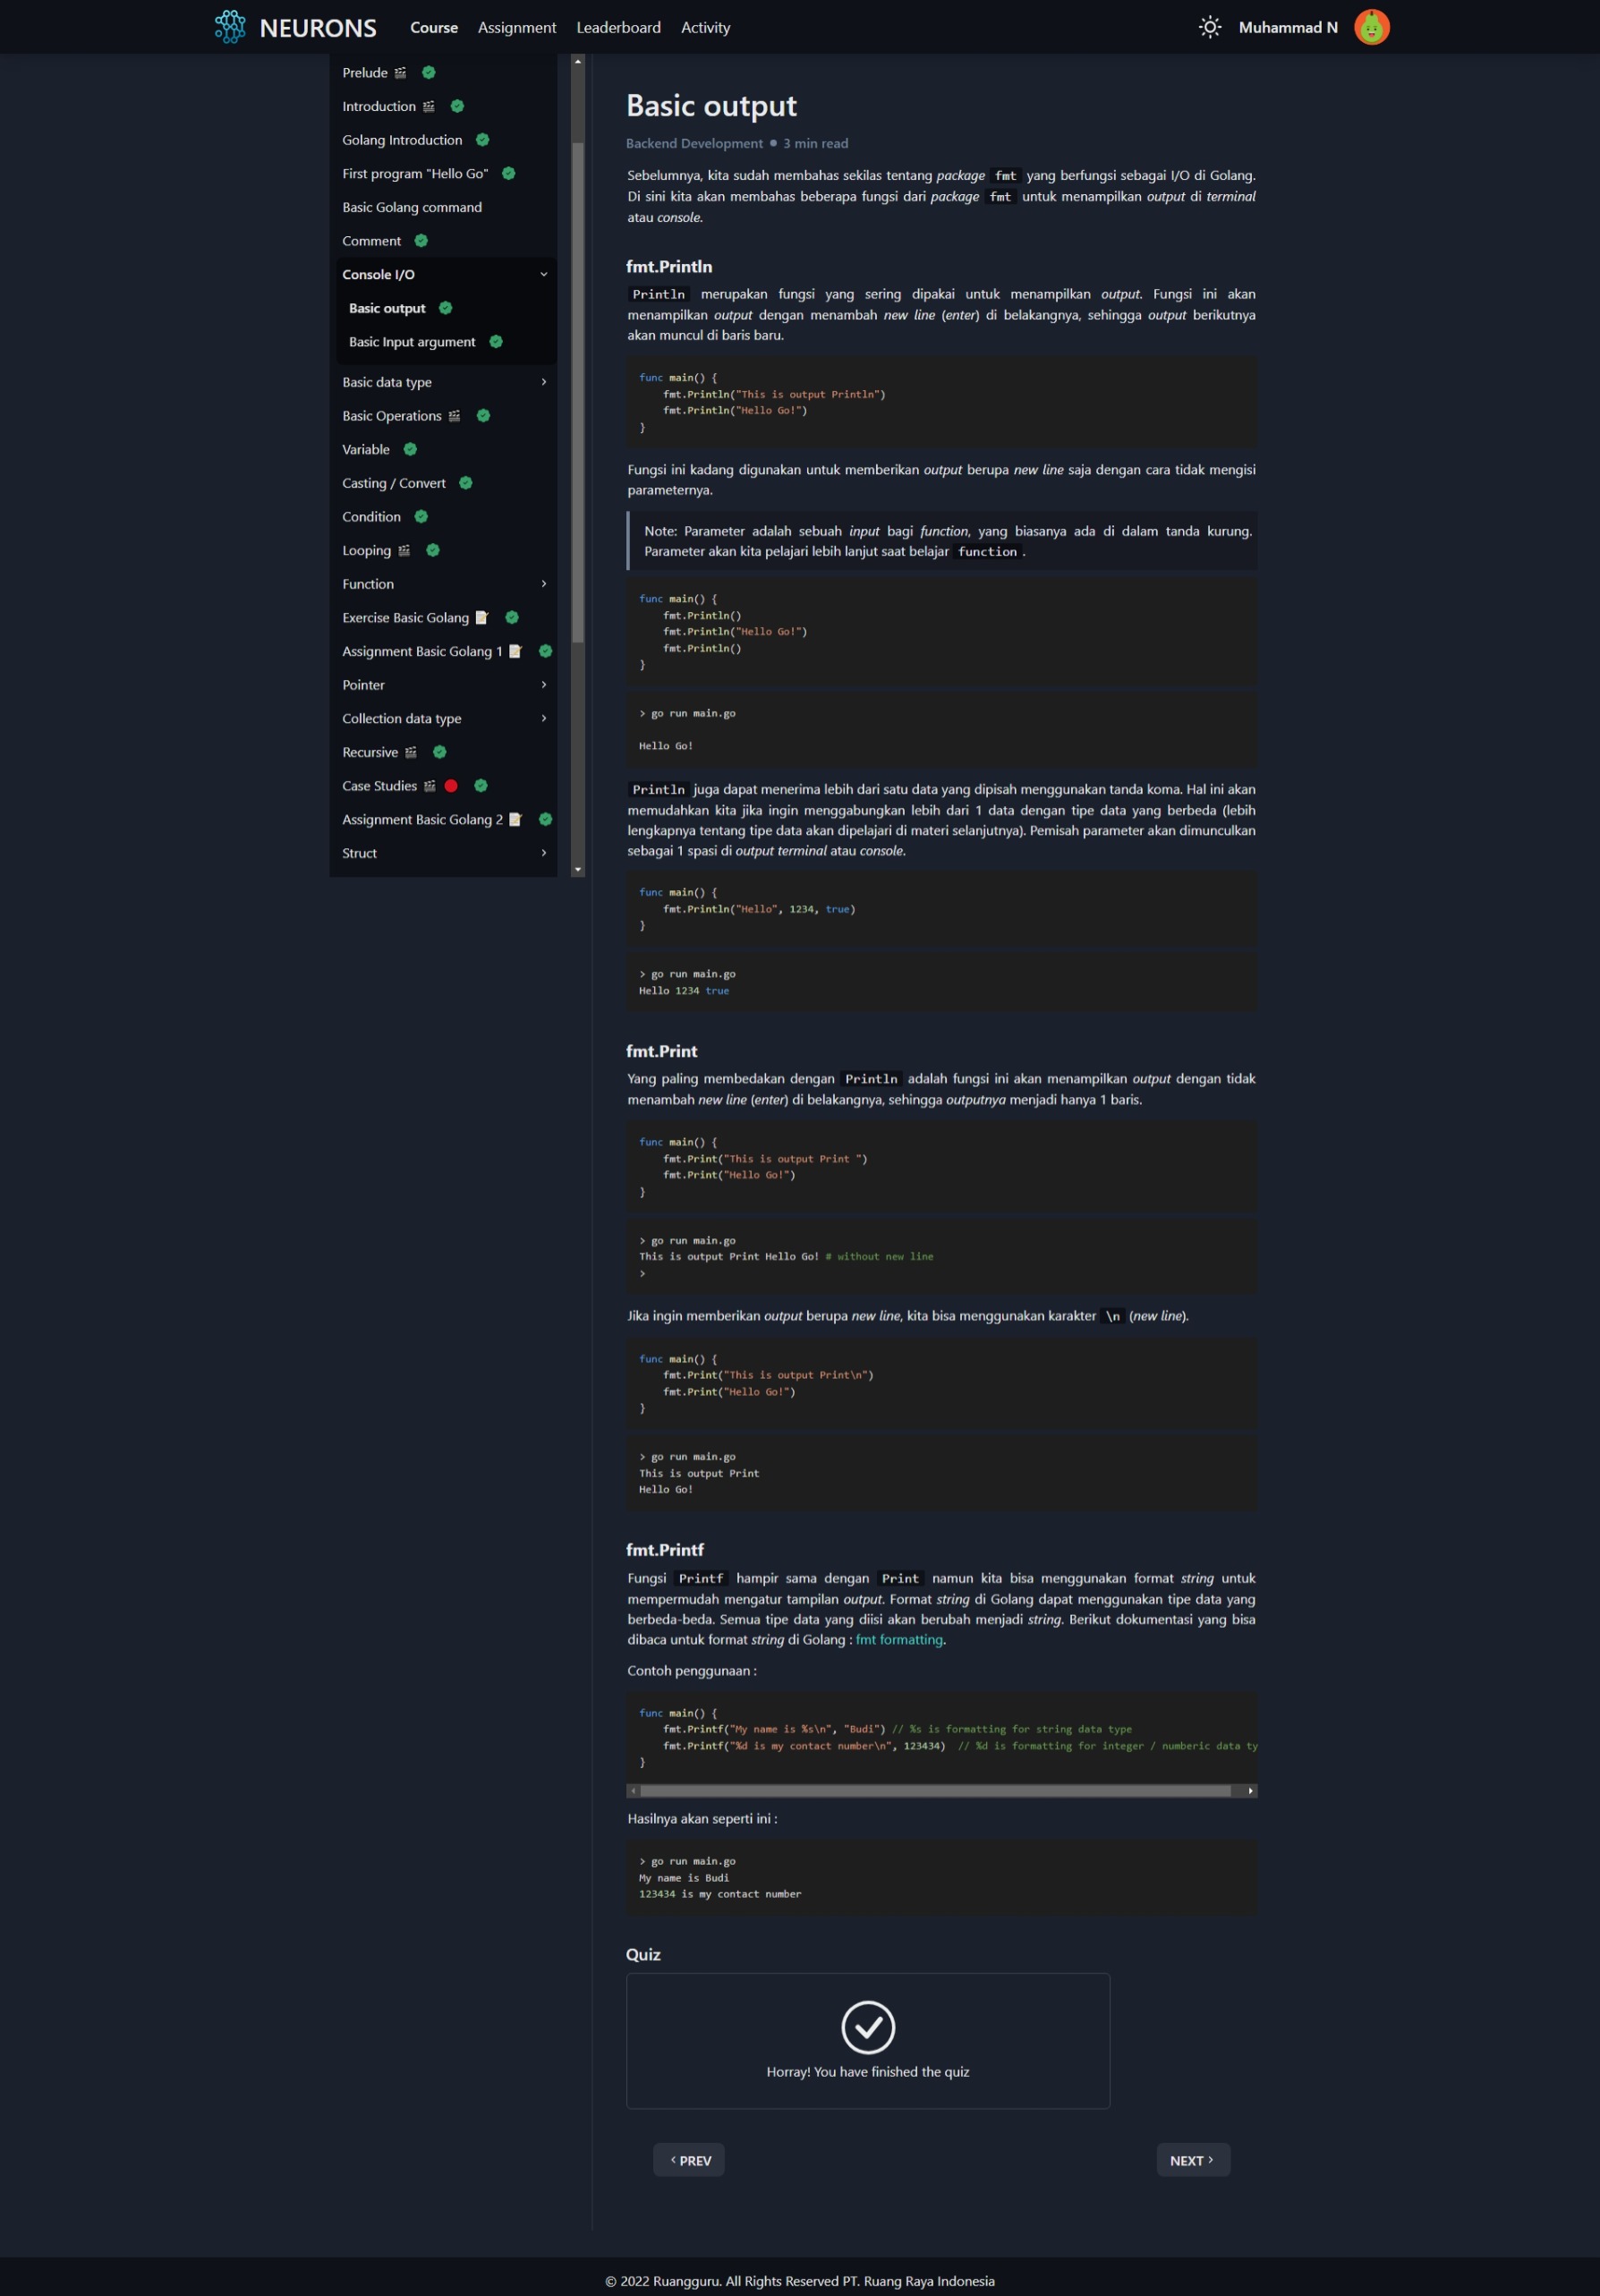 NEURONS
Course
Assignment
Leaderboard
Activity
Muhammad N
Prelude
Introduction
Golang Introduction
First program "Hello Go"
Basic Golang command
Comment
Console I/O
Basic output
Basic Input argument
Basic data type
Basic Operations
Variable
Casting / Convert
Condition
Looping
Function
Exercise Basic Golang
Assignment Basic Golang 1
Pointer
Collection data type
Recursive
Case Studies
Assignment Basic Golang 2
Struct
Basic output
Backend Development • 3 min read
Sebelumnya, kita sudah membahas sekilas tentang package fmt yang berfungsi sebagai I/O di Golang.
Di sini kita akan membahas beberapa fungsi dari package fmt untuk menampilkan output di terminal
atau console.
fmt.Println
Println merupakan fungsi yang sering dipakai untuk menampilkan output. Fungsi ini akan
menampilkan output dengan menambah new line (enter) di belakangnya, sehingga output berikutnya
akan muncul di baris baru.
func main() {
    fmt.Println("This is output Println")
    fmt.Println("Hello Go!")
}
Fungsi ini kadang digunakan untuk memberikan output berupa new line saja dengan cara tidak mengisi
parameternya.
Note: Parameter adalah sebuah input bagi function, yang biasanya ada di dalam tanda kurung.
Parameter akan kita pelajari lebih lanjut saat belajar function .
func main() {
    fmt.Println()
    fmt.Println("Hello Go!")
    fmt.Println()
}
> go run main.go
Hello Go!
Println juga dapat menerima lebih dari satu data yang dipisah menggunakan tanda koma. Hal ini akan
memudahkan kita jika ingin menggabungkan lebih dari 1 data dengan tipe data yang berbeda (lebih
lengkapnya tentang tipe data akan dipelajari di materi selanjutnya). Pemisah parameter akan dimunculkan
sebagai 1 spasi di output terminal atau console.
func main() {
    fmt.Println("Hello", 1234, true)
}
> go run main.go
Hello 1234 true
fmt.Print
Yang paling membedakan dengan Println adalah fungsi ini akan menampilkan output dengan tidak
menambah new line (enter) di belakangnya, sehingga outputnya menjadi hanya 1 baris.
func main() {
    fmt.Print("This is output Print ")
    fmt.Print("Hello Go!")
}
> go run main.go
This is output Print Hello Go! # without new line
>
Jika ingin memberikan output berupa new line, kita bisa menggunakan karakter \n (new line).
func main() {
    fmt.Print("This is output Print\n")
    fmt.Print("Hello Go!")
}
> go run main.go
This is output Print
Hello Go!
fmt.Printf
Fungsi Printf hampir sama dengan Print namun kita bisa menggunakan format string untuk
mempermudah mengatur tampilan output. Format string di Golang dapat menggunakan tipe data yang
berbeda-beda. Semua tipe data yang diisi akan berubah menjadi string. Berikut dokumentasi yang bisa
dibaca untuk format string di Golang : fmt formatting.
Contoh penggunaan :
func main() {
    fmt.Printf("My name is %s\n", "Budi") // %s is formatting for string data type
    fmt.Printf("%d is my contact number\n", 123434)  // %d is formatting for integer / numberic data ty
}
Hasilnya akan seperti ini :
> go run main.go
My name is Budi
123434 is my contact number
Quiz
Horray! You have finished the quiz
‹ PREV
NEXT ›
© 2022 Ruangguru. All Rights Reserved PT. Ruang Raya Indonesia